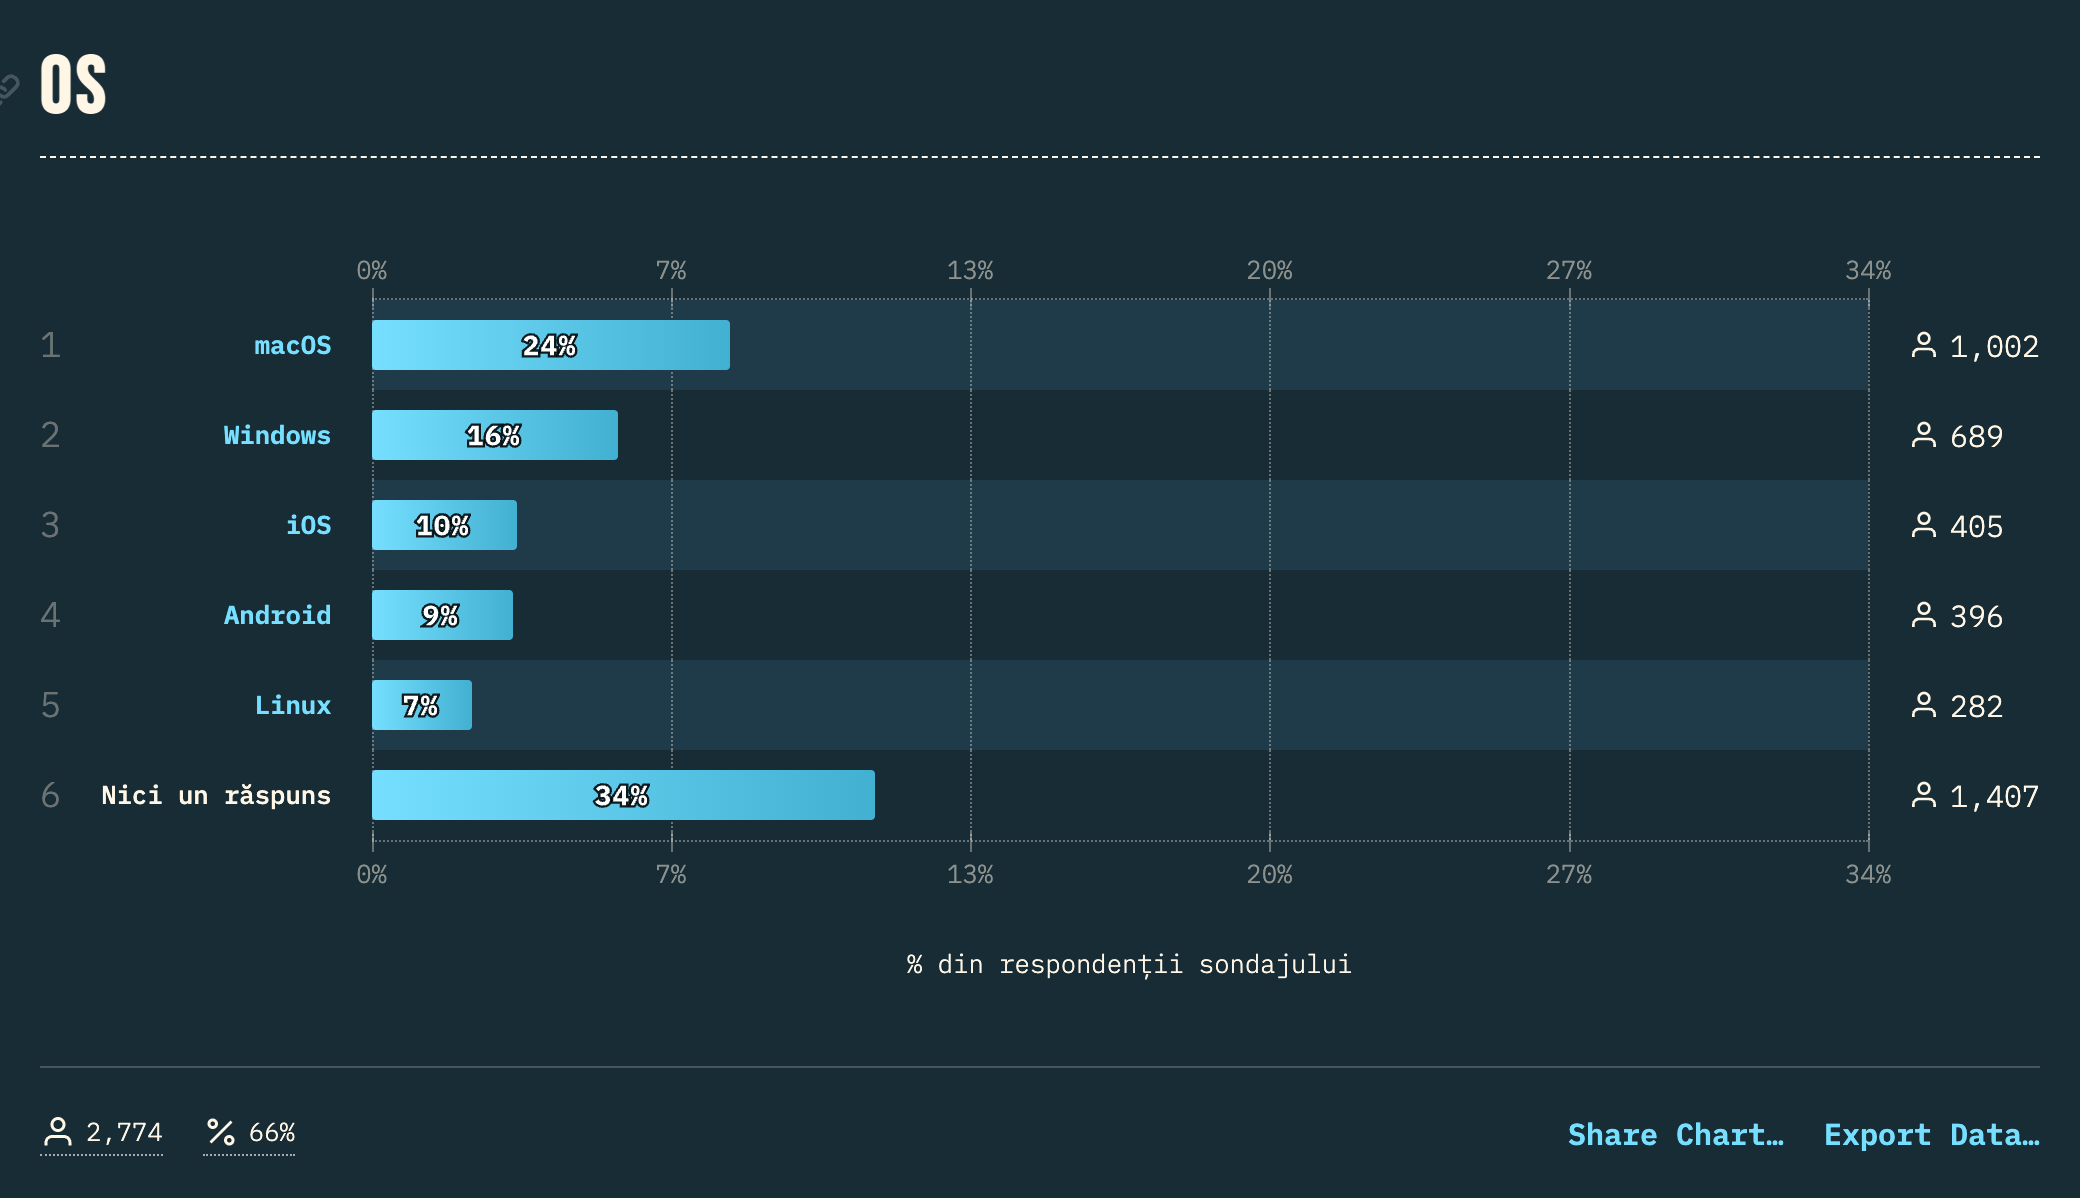 OS
0% 7% 13% 20% 27% 34%
1 macOS 24% 1,002
2 Windows 16% 689
3 iOS 10% 405
4 Android 9% 396
5 Linux 7% 282
6 Nici un răspuns 34% 1,407
0% 7% 13% 20% 27% 34%
% din respondenții sondajului
2,774 % 66% Share Chart… Export Data…